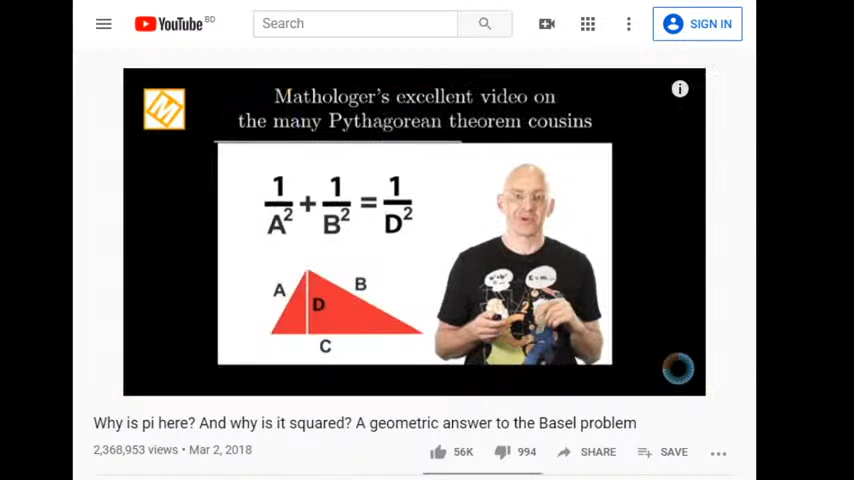 YouTube BD
Search
SIGN IN
M
Mathologer's excellent video on
the many Pythagorean theorem cousins
1/A² + 1/B² = 1/D²
A
B
D
C
Why is pi here? And why is it squared? A geometric answer to the Basel problem
2,368,953 views • Mar 2, 2018
56K
994
SHARE
SAVE